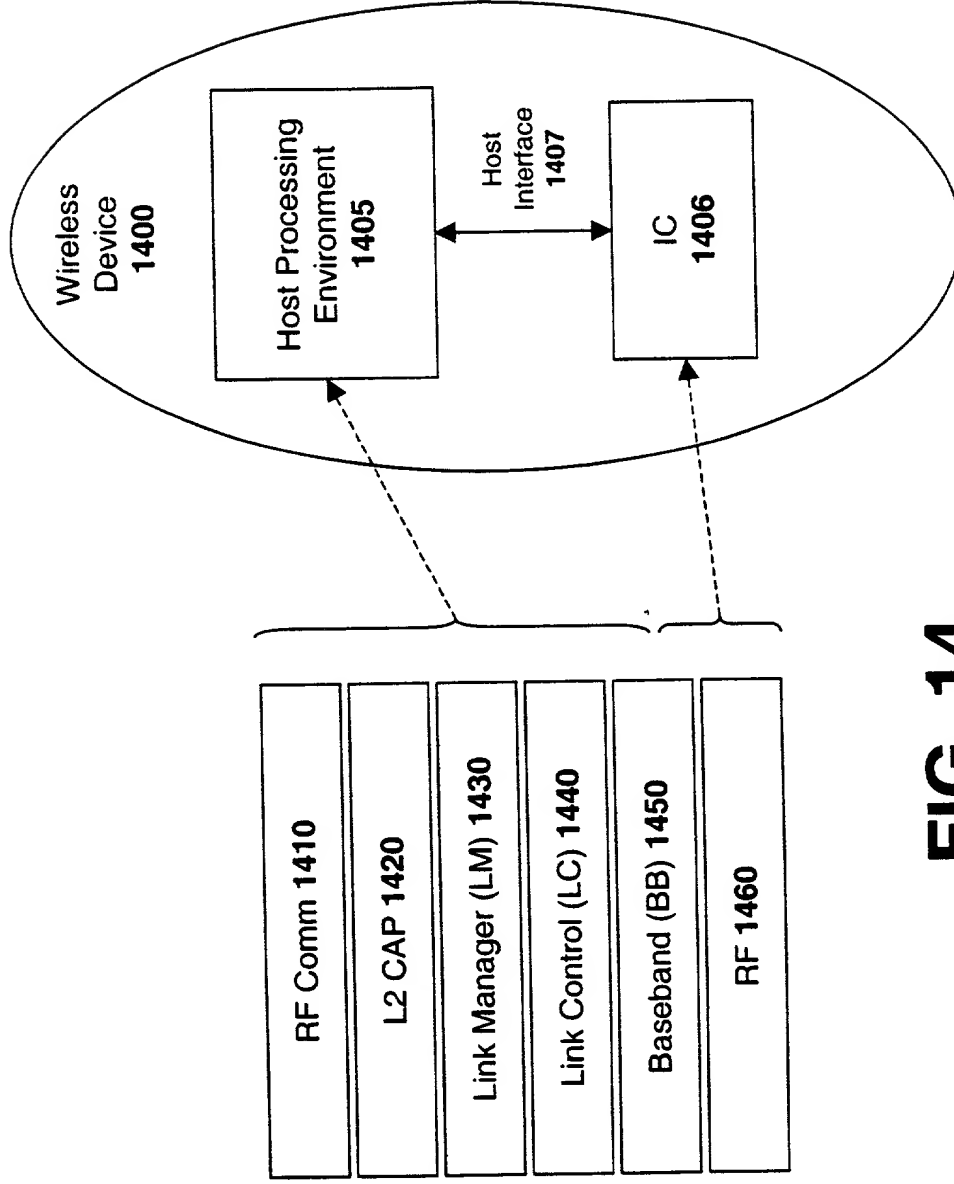 Wireless
Device
1400
Host Processing
Environment
1405
Host
Interface
1407
IC
1406
RF Comm 1410
L2 CAP 1420
Link Manager (LM) 1430
Link Control (LC) 1440
Baseband (BB) 1450
RF 1460
FIG. 14